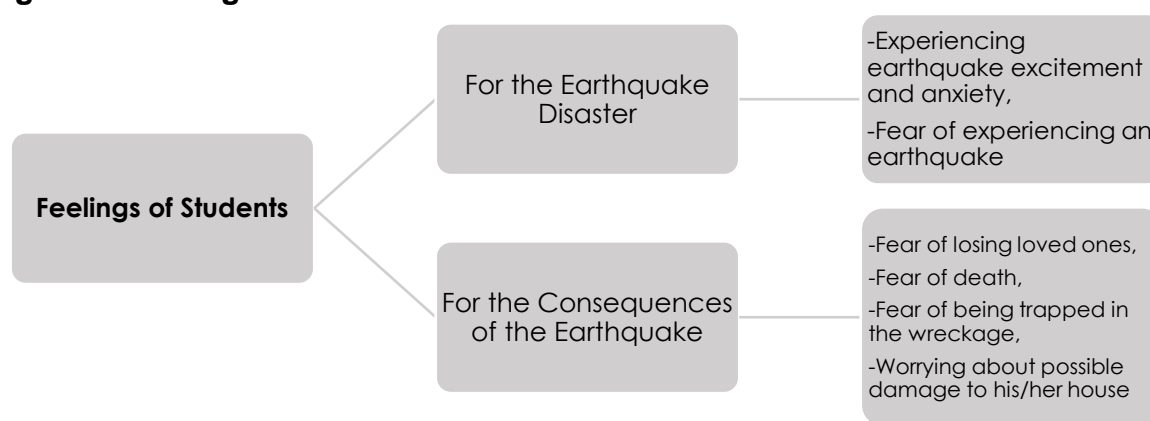 Feelings of Students
For the Earthquake
Disaster
-Experiencing
earthquake excitement
and anxiety,
-Fear of experiencing an
earthquake
For the Consequences
of the Earthquake
-Fear of losing loved ones,
-Fear of death,
-Fear of being trapped in
the wreckage,
-Worrying about possible
damage to his/her house